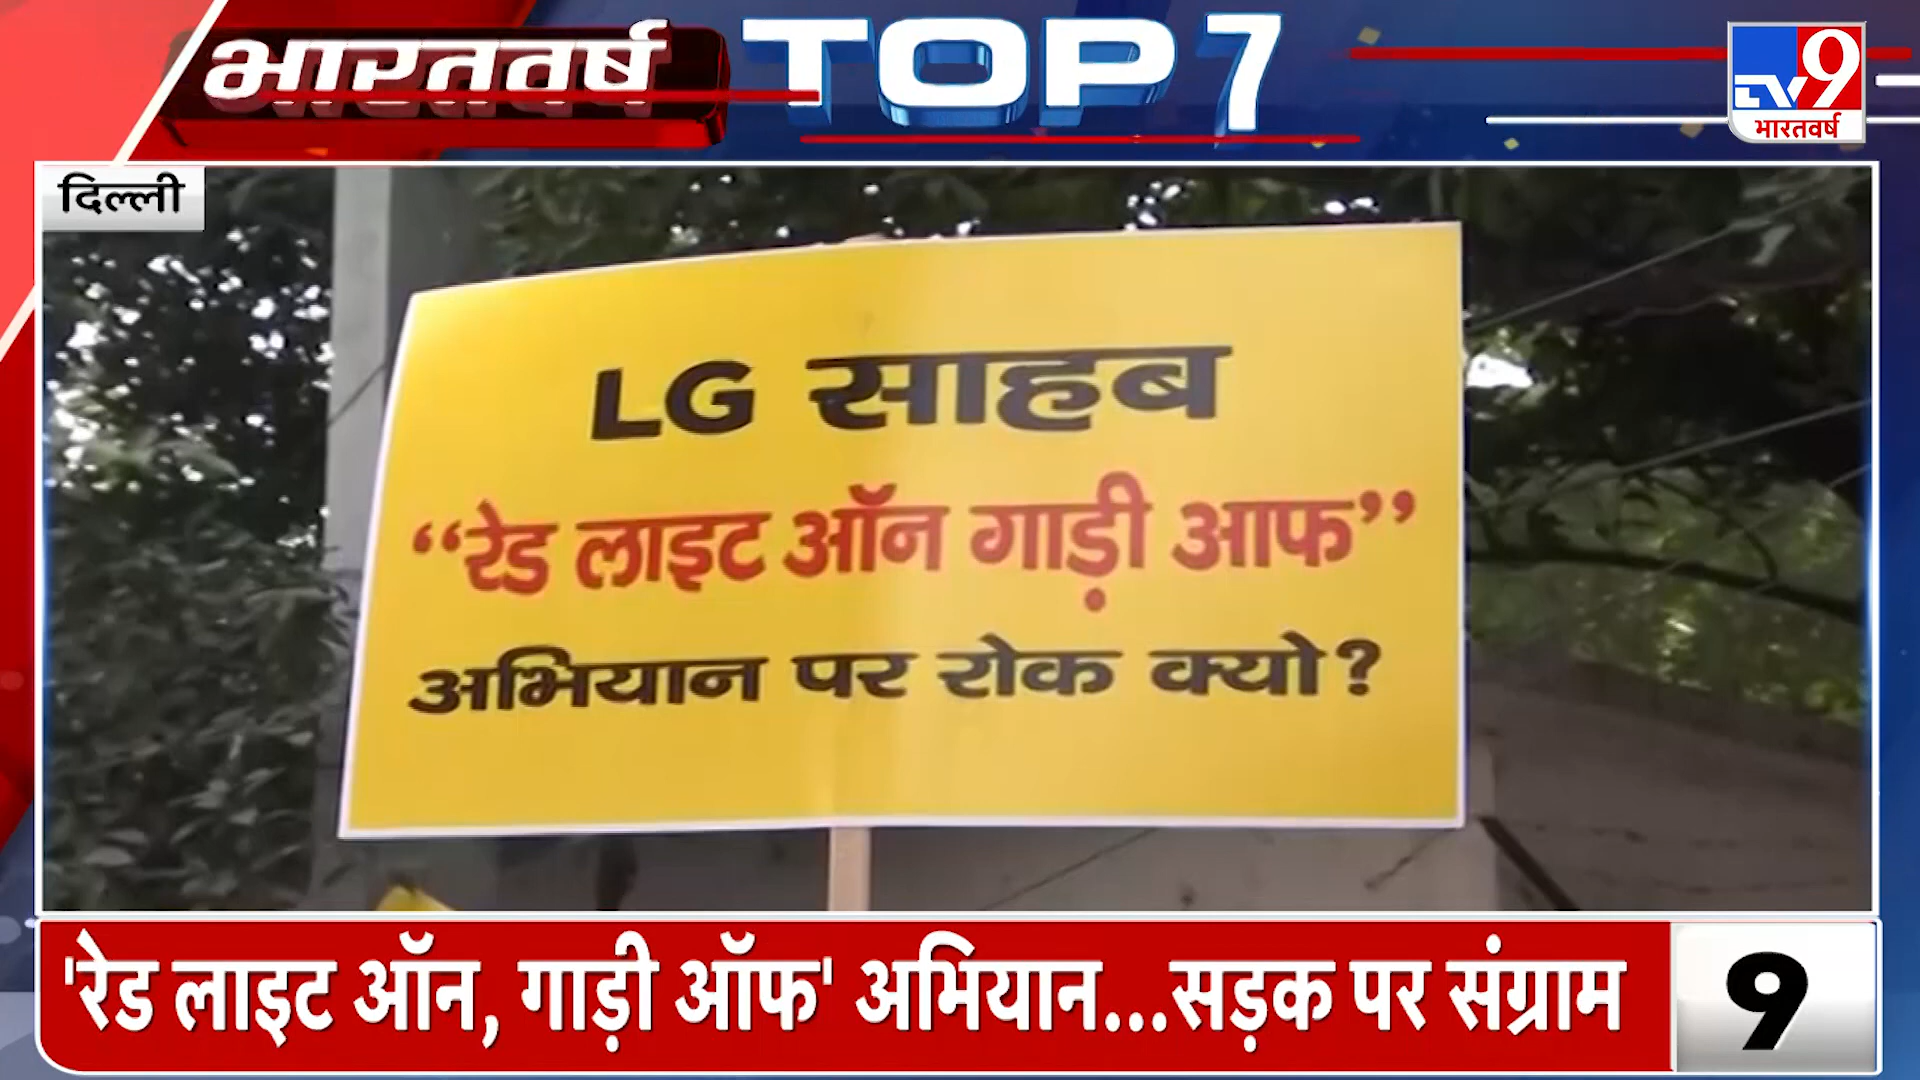 भारतवर्ष TOP 7
TV9
भारतवर्ष
दिल्ली
LG साहब
“रेड लाइट ऑन गाड़ी आफ”
अभियान पर रोक क्यो?
'रेड लाइट ऑन, गाड़ी ऑफ' अभियान...सड़क पर संग्राम
9